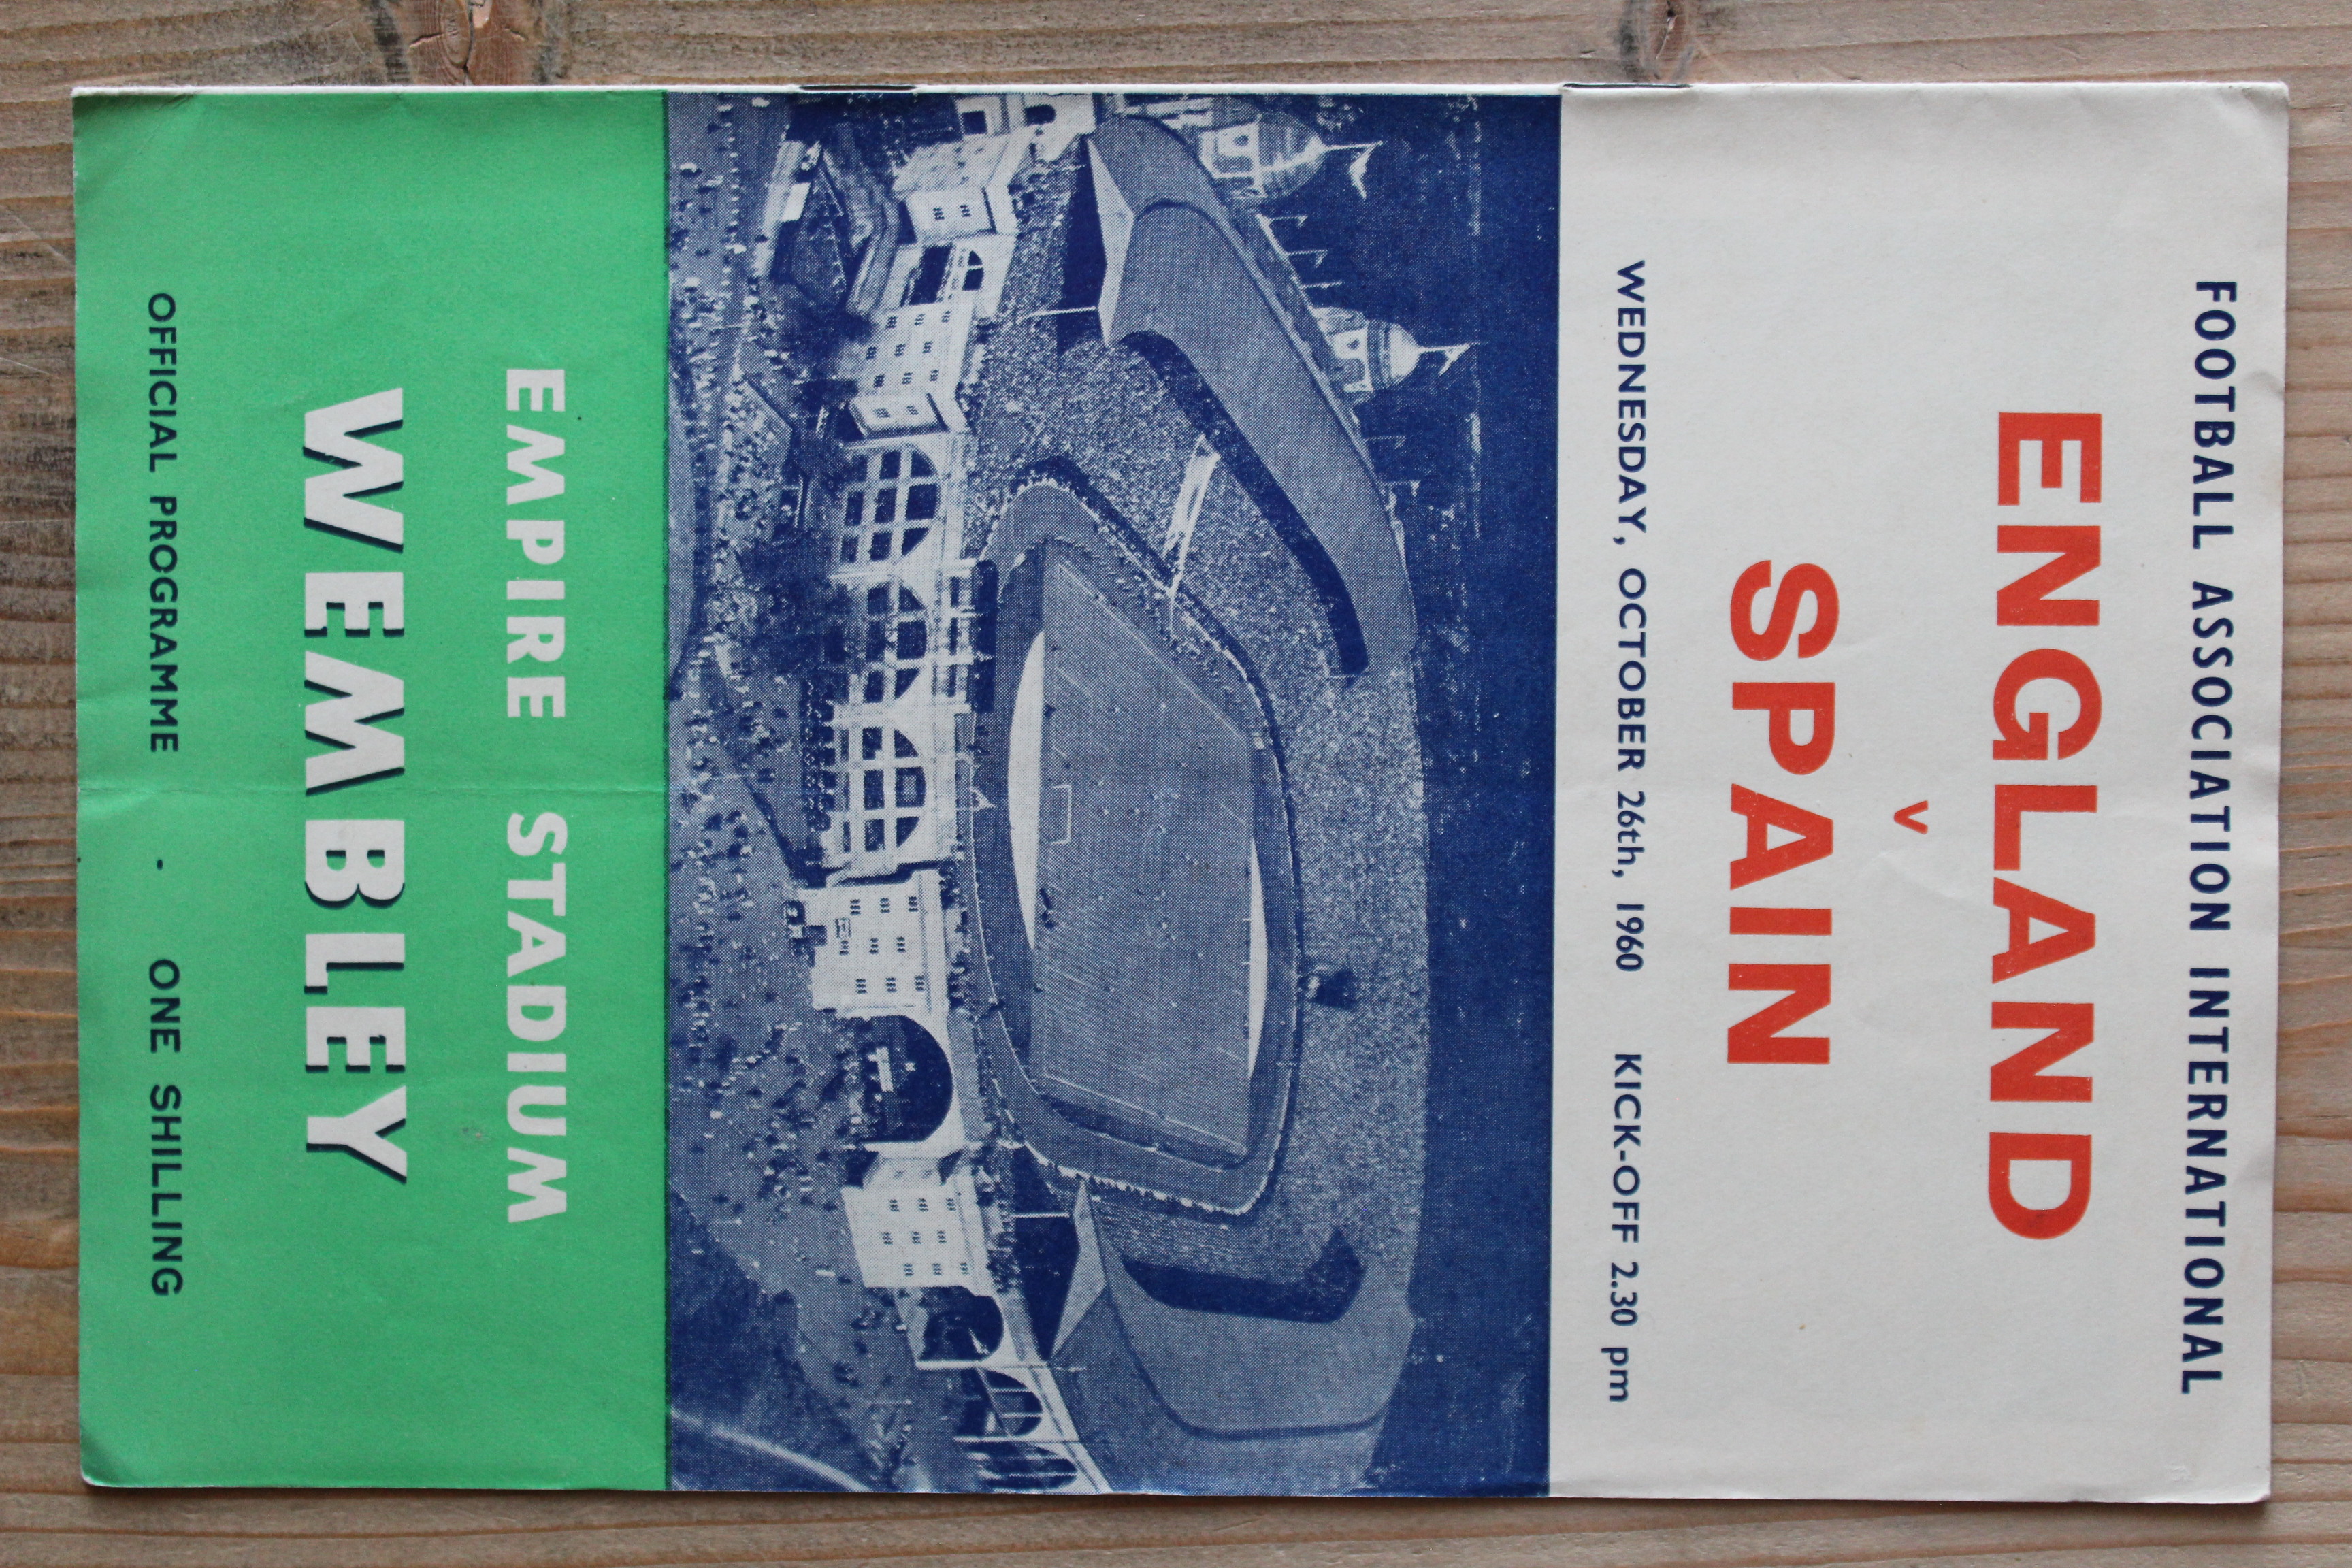 FOOTBALL ASSOCIATION INTERNATIONAL
ENGLAND
v
SPAIN
WEDNESDAY, OCTOBER 26th, 1960 KICK-OFF 2.30 pm
EMPIRE STADIUM
WEMBLEY
OFFICIAL PROGRAMME · ONE SHILLING